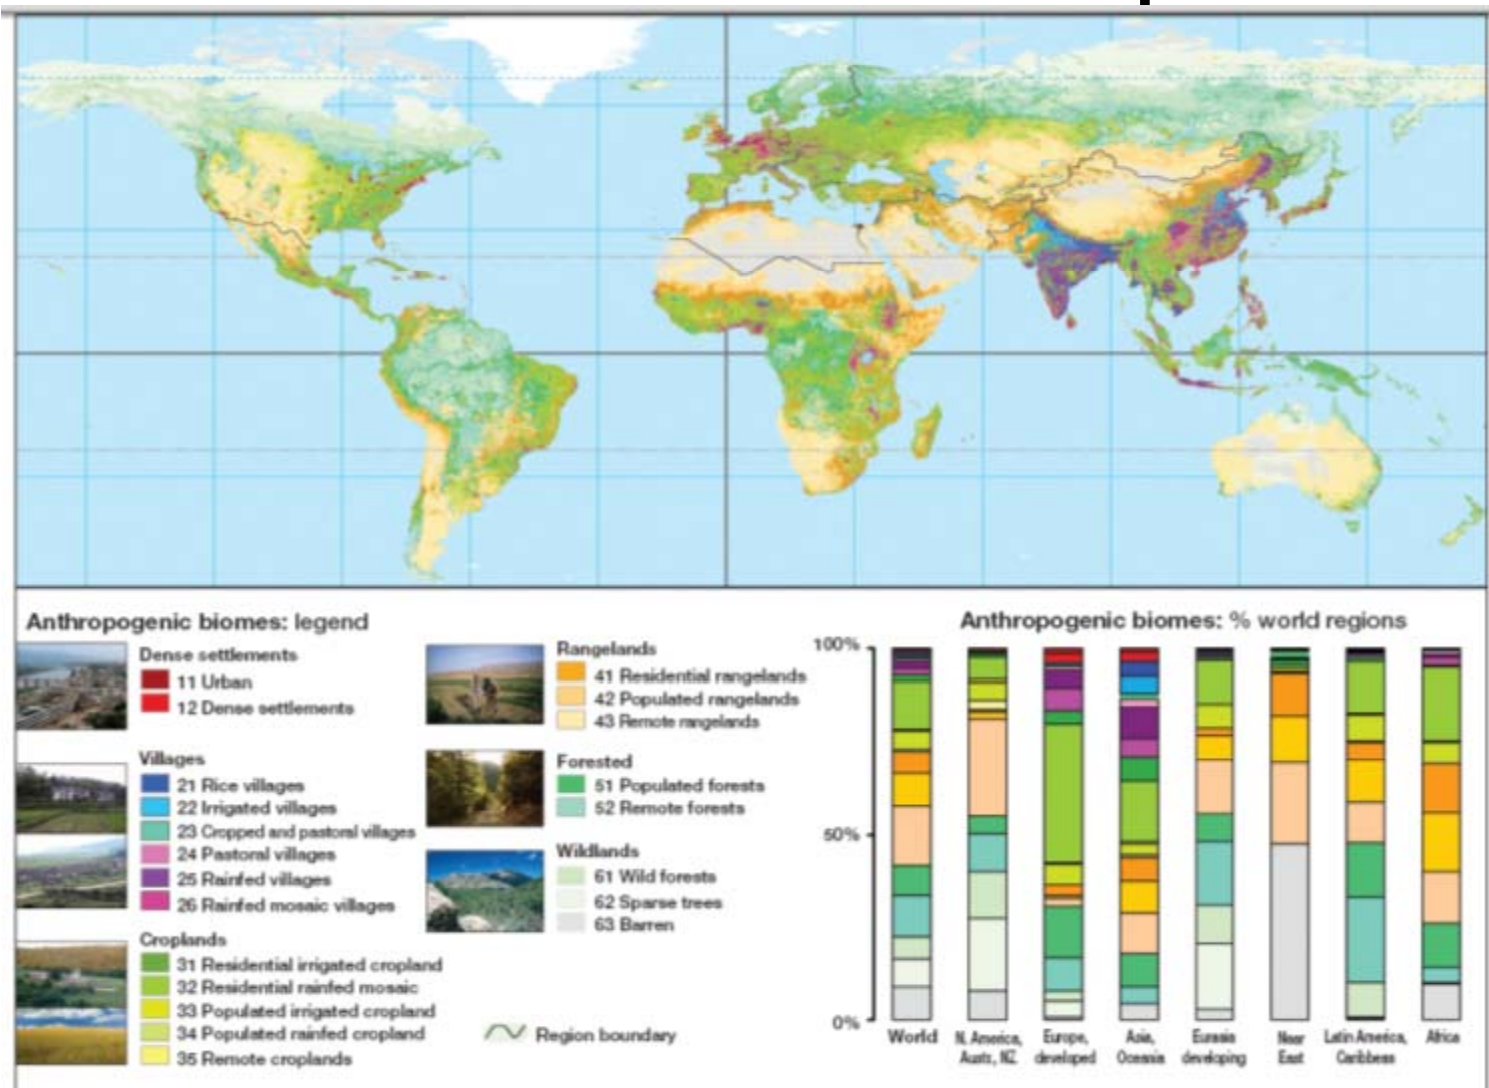 Anthropogenic biomes: legend
Dense settlements
11 Urban
12 Dense settlements
Villages
21 Rice villages
22 Irrigated villages
23 Cropped and pastoral villages
24 Pastoral villages
25 Rainfed villages
26 Rainfed mosaic villages
Croplands
31 Residential irrigated cropland
32 Residential rainfed mosaic
33 Populated irrigated cropland
34 Populated rainfed cropland
35 Remote croplands
Rangelands
41 Residential rangelands
42 Populated rangelands
43 Remote rangelands
Forested
51 Populated forests
52 Remote forests
Wildlands
61 Wild forests
62 Sparse trees
63 Barren
Region boundary
Anthropogenic biomes: % world regions
100%
50%
0%
World
N. America,
Austs, NZ.
Europe,
developed
Asia,
Oceania
Eurasia
developing
Near
East
Latin America,
Caribbean
Africa